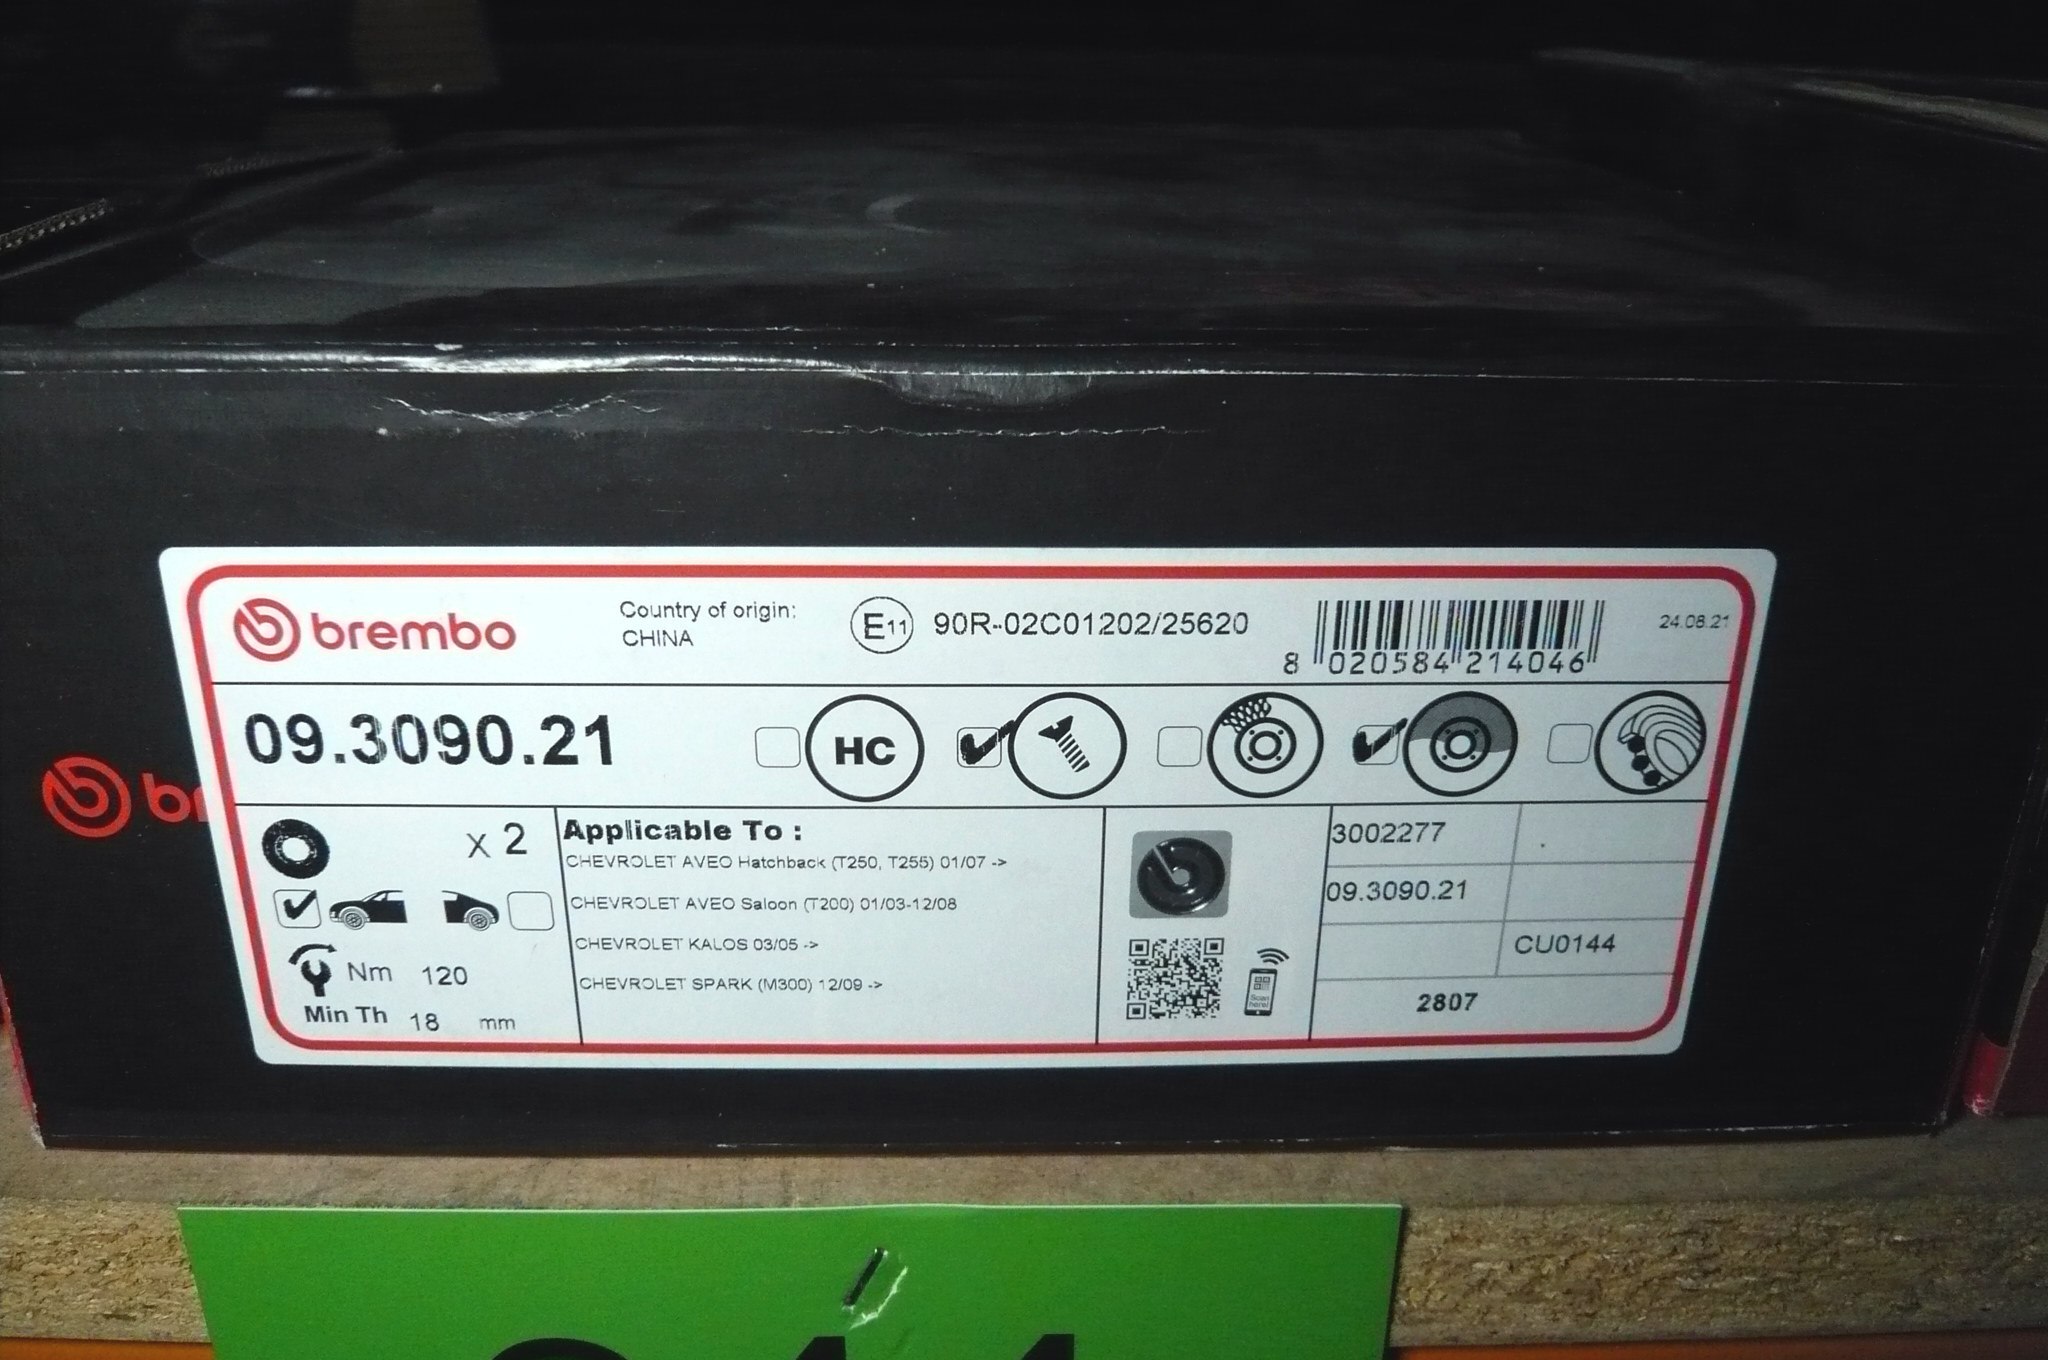 brembo
Country of origin:
CHINA
E11
90R-02C01202/25620
8 020584 214046
24.08.21
09.3090.21
HC
br
x 2
Nm 120
Min Th 18 mm
Applicable To :
CHEVROLET AVEO Hatchback (T250, T255) 01/07 ->
CHEVROLET AVEO Saloon (T200) 01/03-12/08
CHEVROLET KALOS 03/05 ->
CHEVROLET SPARK (M300) 12/09 ->
Scan
here!
3002277
09.3090.21
CU0144
2807